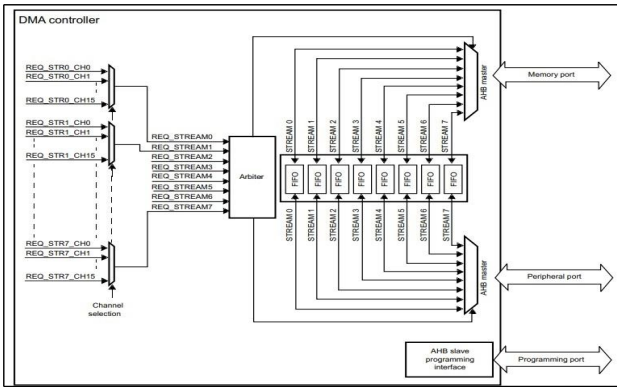 DMA controller
REQ_STR0_CH0
REQ_STR0_CH1
REQ_STR0_CH15
REQ_STR1_CH0
REQ_STR1_CH1
REQ_STR1_CH15
REQ_STR7_CH0
REQ_STR7_CH1
REQ_STR7_CH15
Channel
selection
REQ_STREAM0
REQ_STREAM1
REQ_STREAM2
REQ_STREAM3
REQ_STREAM4
REQ_STREAM5
REQ_STREAM6
REQ_STREAM7
Arbiter
STREAM 0
STREAM 1
STREAM 2
STREAM 3
STREAM 4
STREAM 5
STREAM 6
STREAM 7
FIFO
FIFO
FIFO
FIFO
FIFO
FIFO
FIFO
FIFO
STREAM 0
STREAM 1
STREAM 2
STREAM 3
STREAM 4
STREAM 5
STREAM 6
STREAM 7
AHB master
Memory port
AHB master
Peripheral port
AHB slave
programming
interface
Programming port